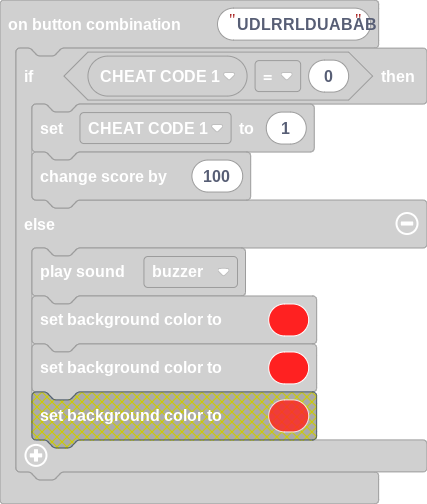 on button combination "UDLRRLDUABAB"
if CHEAT CODE 1 = 0 then
set CHEAT CODE 1 to 1
change score by 100
else
play sound buzzer
set background color to
set background color to
set background color to